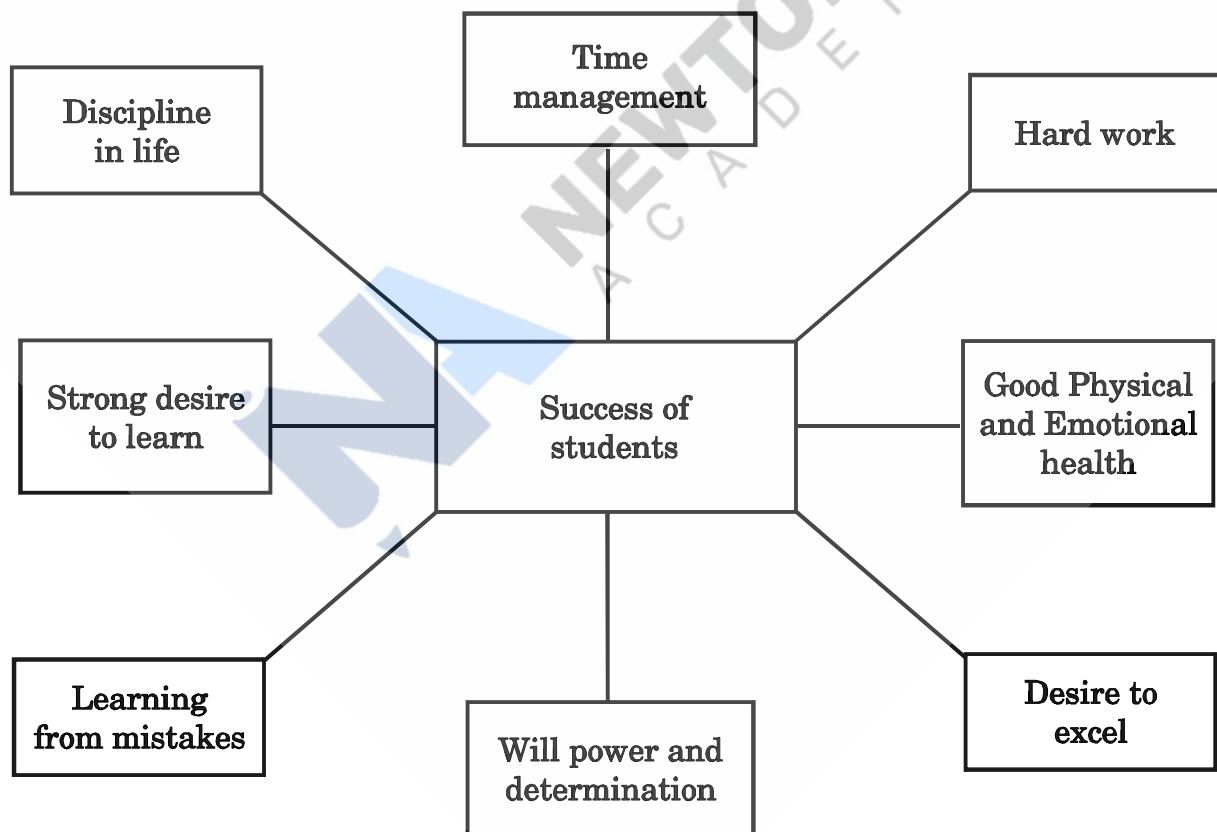 Time
management
Discipline
in life
Hard work
Strong desire
to learn
Success of
students
Good Physical
and Emotional
health
Learning
from mistakes
Will power and
determination
Desire to
excel